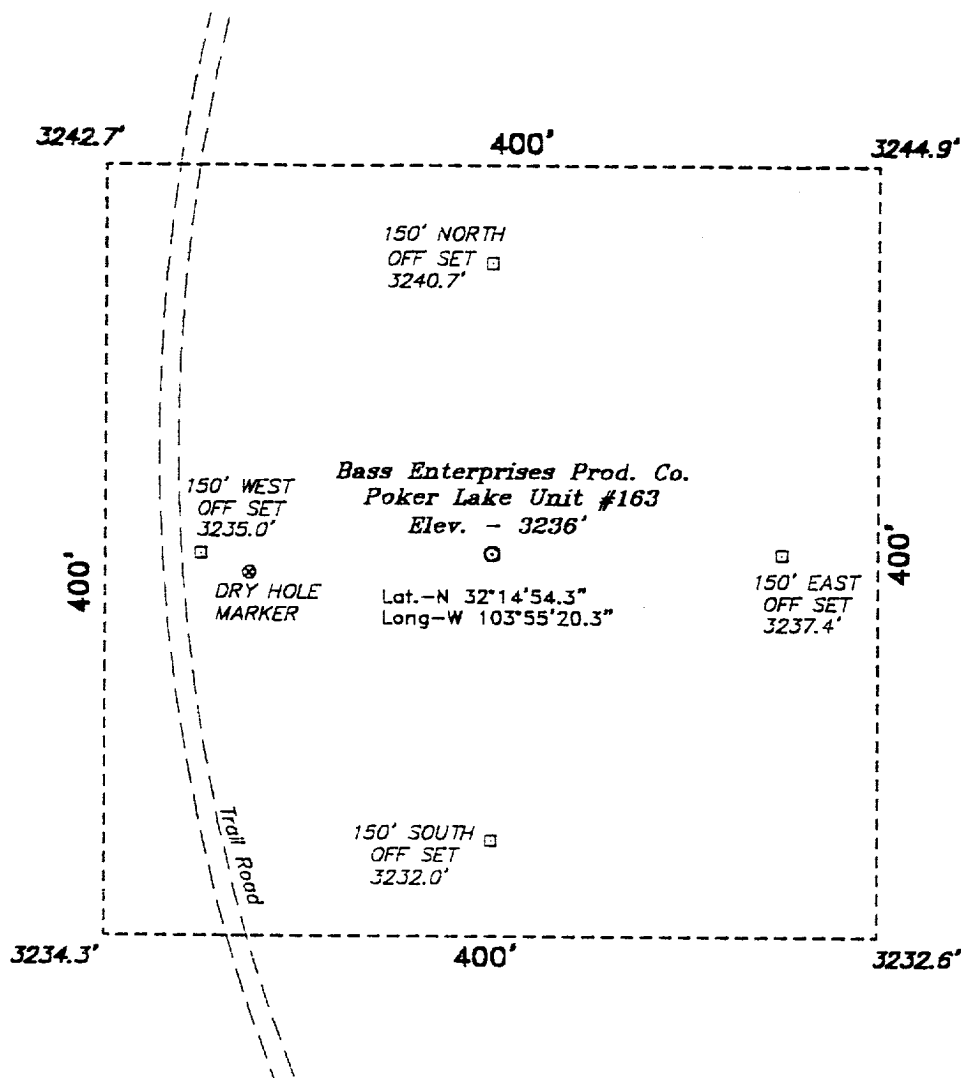 3242.7'
400'
3244.9'
150' NORTH
OFF SET
3240.7'
Bass Enterprises Prod. Co.
Poker Lake Unit #163
Elev. - 3236'
150' WEST
OFF SET
3235.0'
400'
400'
DRY HOLE
MARKER
Lat.-N 32°14'54.3"
Long-W 103°55'20.3"
150' EAST
OFF SET
3237.4'
Trail Road
150' SOUTH
OFF SET
3232.0'
3234.3'
400'
3232.6'